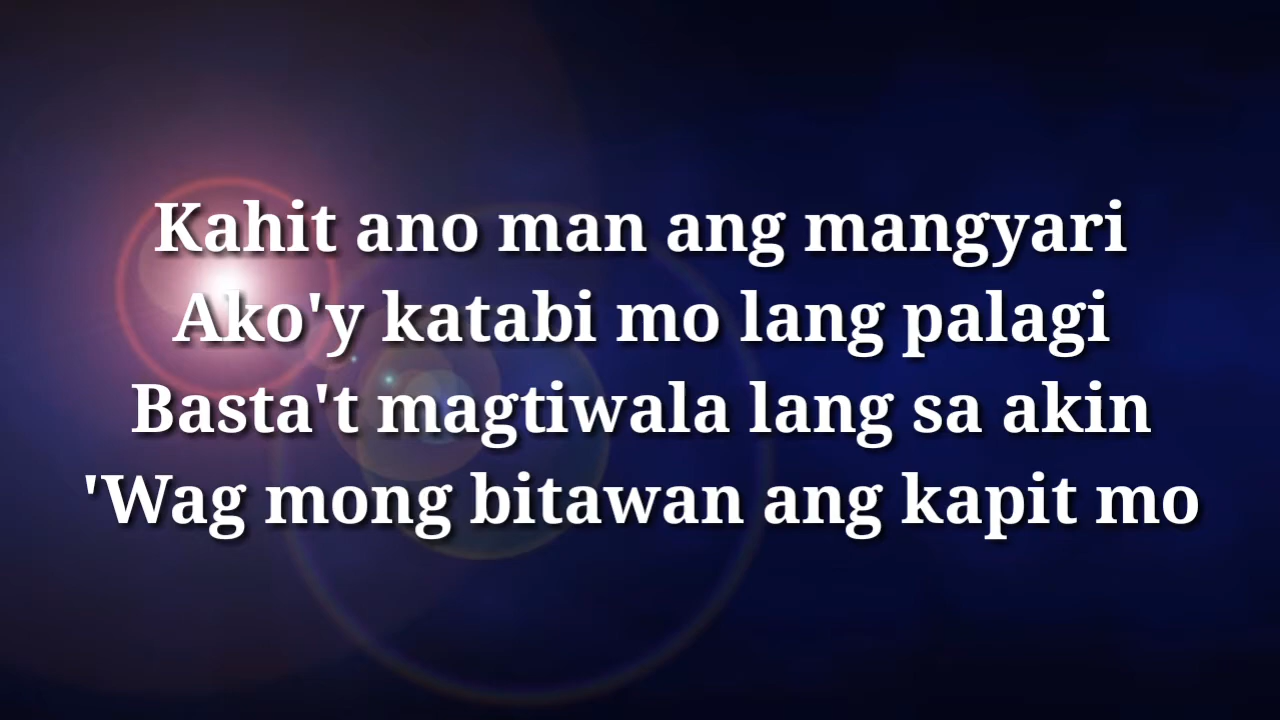 Kahit ano man ang mangyari
Ako'y katabi mo lang palagi
Basta't magtiwala lang sa akin
'Wag mong bitawan ang kapit mo